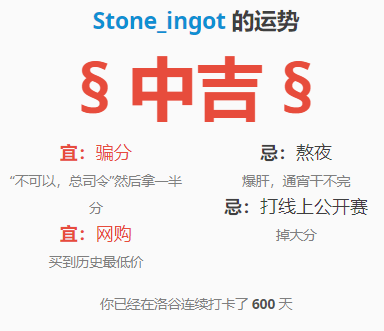 Stone_ingot 的运势
§ 中吉 §
宜：骗分
“不可以，总司令”然后拿一半
分
宜：网购
买到历史最低价
忌：熬夜
爆肝，通宵干不完
忌：打线上公开赛
掉大分
你已经在洛谷连续打卡了 600 天